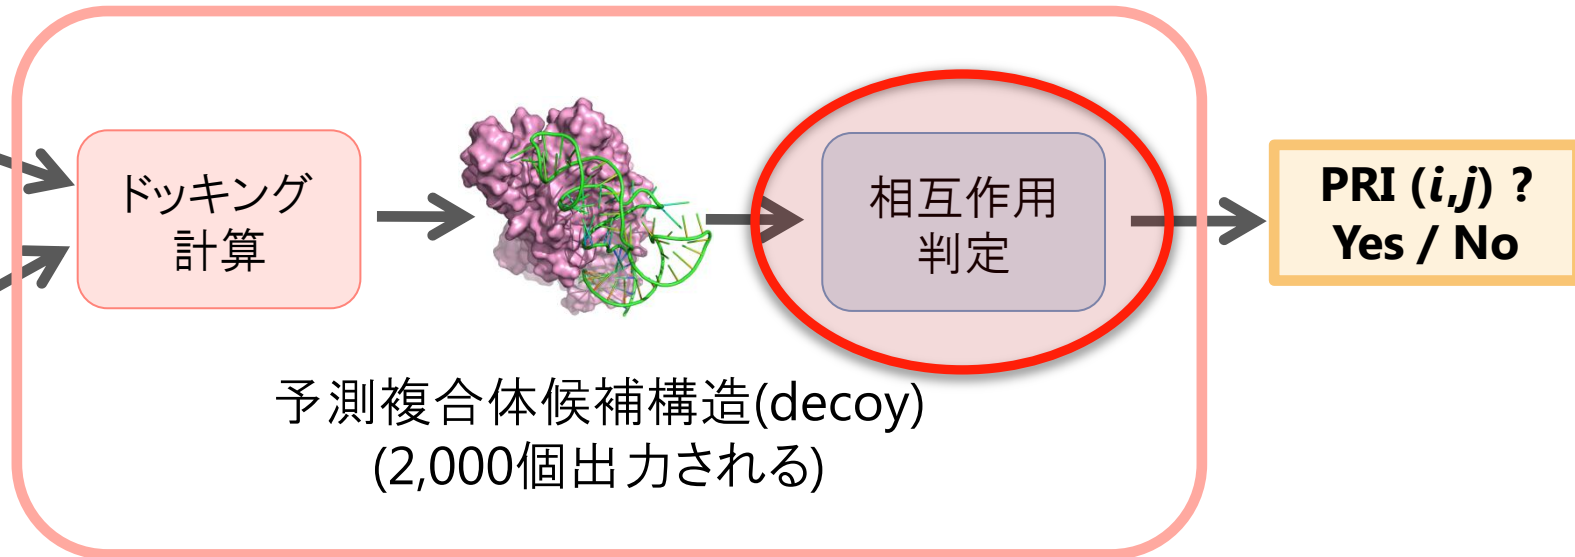 ドッキング
計算
相互作用
判定
PRI (i,j) ?
Yes / No
予測複合体候補構造(decoy)
(2,000個出力される)